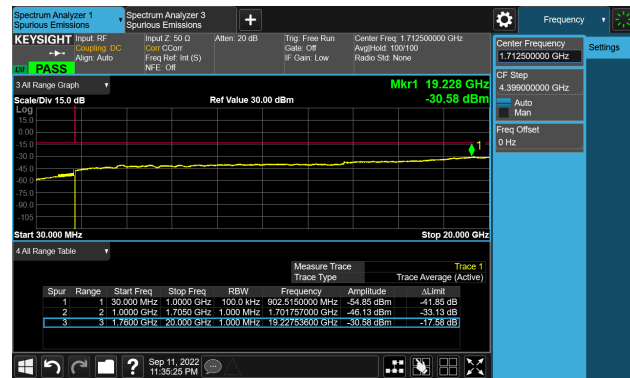 Spectrum Analyzer 1
Spurious Emissions
Spectrum Analyzer 3
Spurious Emissions
Frequency
KEYSIGHT
Input: RF
Coupling: DC
Align: Auto
Input Z: 50 Ω
Corr CCorr
Freq Ref: Int (S)
NFE: Off
Atten: 20 dB
Trig: Free Run
Gate: Off
IF Gain: Low
Center Freq: 1.712500000 GHz
Avg|Hold: 100/100
Radio Std: None
PASS
Center Frequency
1.712500000 GHz
Settings
CF Step
4.399000000 GHz
Auto
Man
Freq Offset
0 Hz
3 All Range Graph
Mkr1 19.228 GHz
-30.58 dBm
Scale/Div 15.0 dB
Ref Value 30.00 dBm
Log
15.0
0.00
-15.0
-30.0
-45.0
-60.0
-75.0
-90.0
-105
1
Start 30.000 MHz
Stop 20.000 GHz
4 All Range Table
Measure Trace Trace 1
Trace Type Trace Average (Active)
Spur Range Start Freq Stop Freq RBW Frequency Amplitude ΔLimit
1 1 30.000 MHz 1.0000 GHz 100.0 kHz 902.5150000 MHz -54.85 dBm -41.85 dB
2 2 1.0000 GHz 1.7050 GHz 1.000 MHz 1.701757000 GHz -46.13 dBm -33.13 dB
3 3 1.7600 GHz 20.000 GHz 1.000 MHz 19.22753600 GHz -30.58 dBm -17.58 dB
Sep 11, 2022
11:35:25 PM